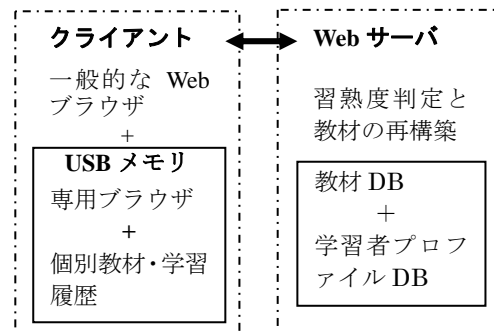 クライアント
一般的な Web
ブラウザ
+
USB メモリ
専用ブラウザ
+
個別教材・学習
履歴
Web サーバ
習熟度判定と
教材の再構築
教材 DB
+
学習者プロフ
ァイル DB